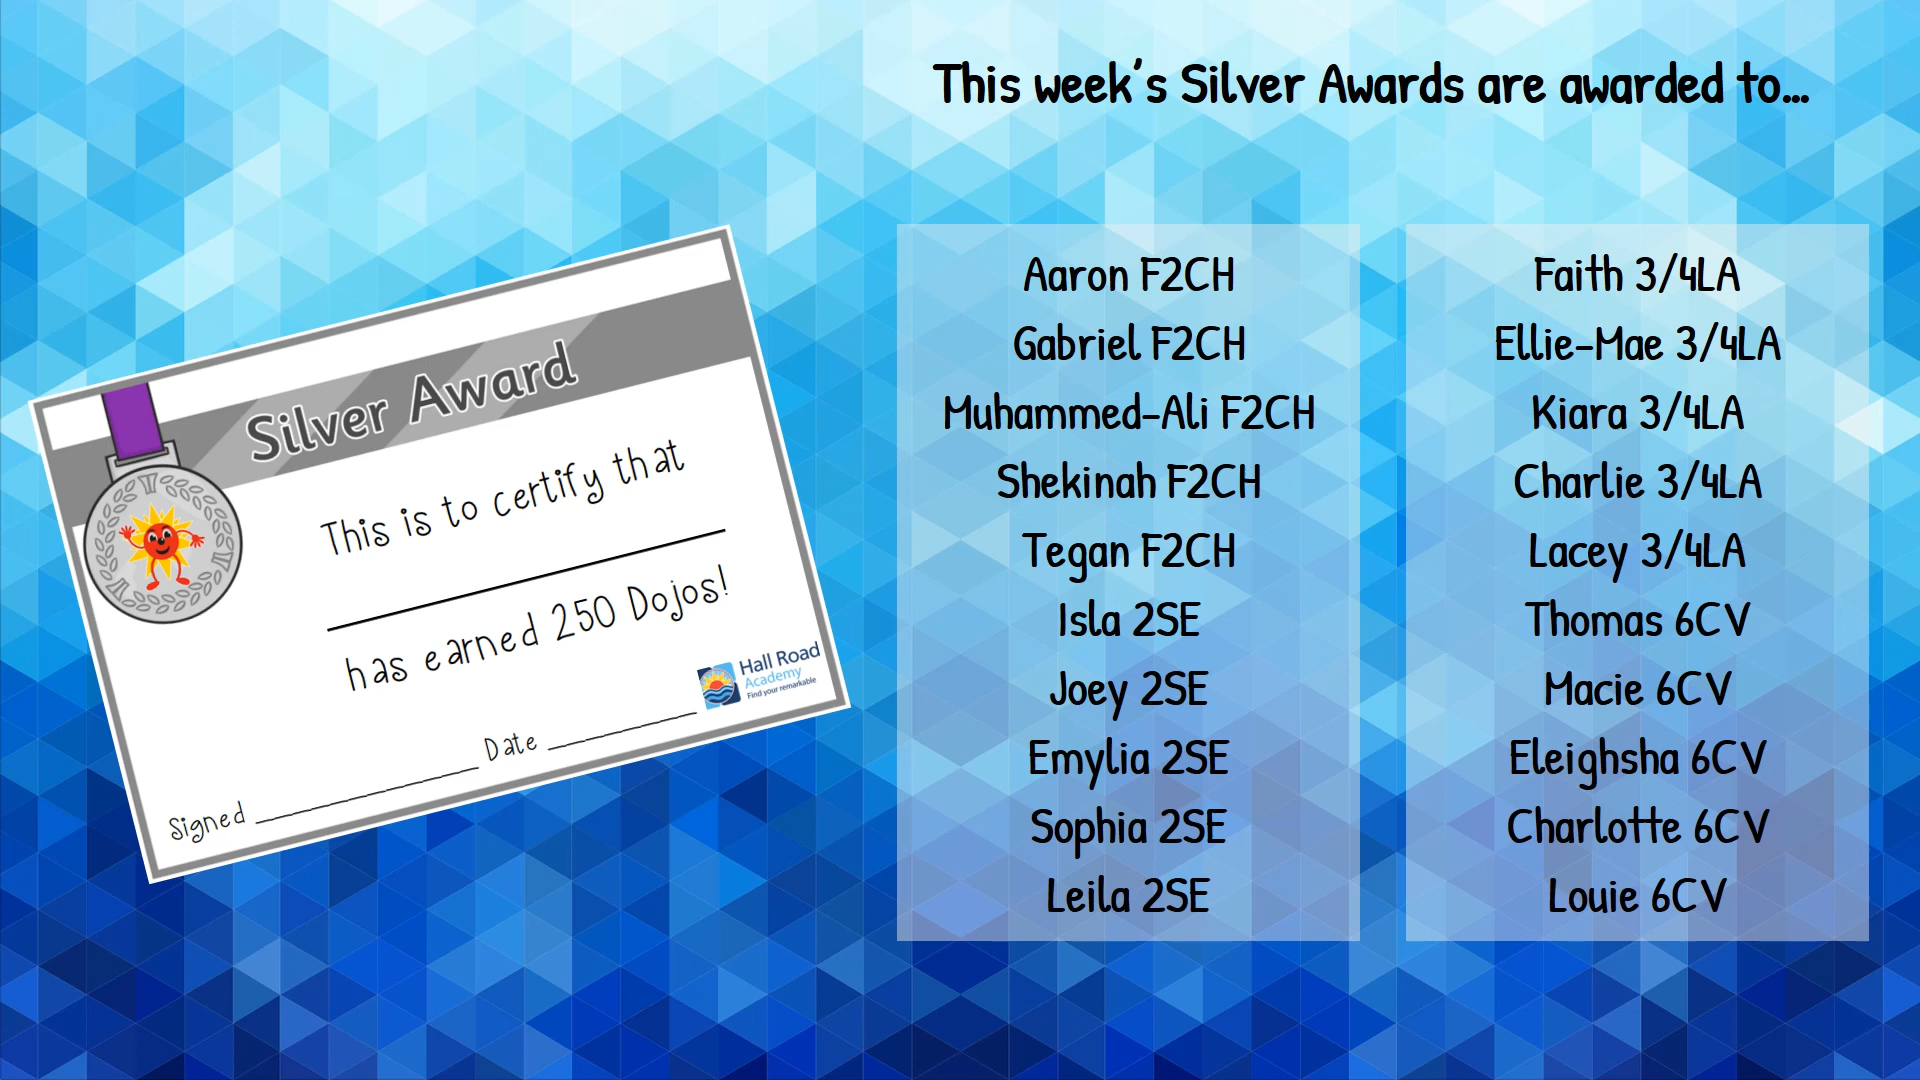 This week's Silver Awards are awarded to...
Silver Award
This is to certify that
has earned 250 Dojos!
Hall Road
Academy
Find your remarkable
Signed ____________________ Date _____________
Aaron F2CH
Gabriel F2CH
Muhammed-Ali F2CH
Shekinah F2CH
Tegan F2CH
Isla 2SE
Joey 2SE
Emylia 2SE
Sophia 2SE
Leila 2SE
Faith 3/4LA
Ellie-Mae 3/4LA
Kiara 3/4LA
Charlie 3/4LA
Lacey 3/4LA
Thomas 6CV
Macie 6CV
Eleighsha 6CV
Charlotte 6CV
Louie 6CV